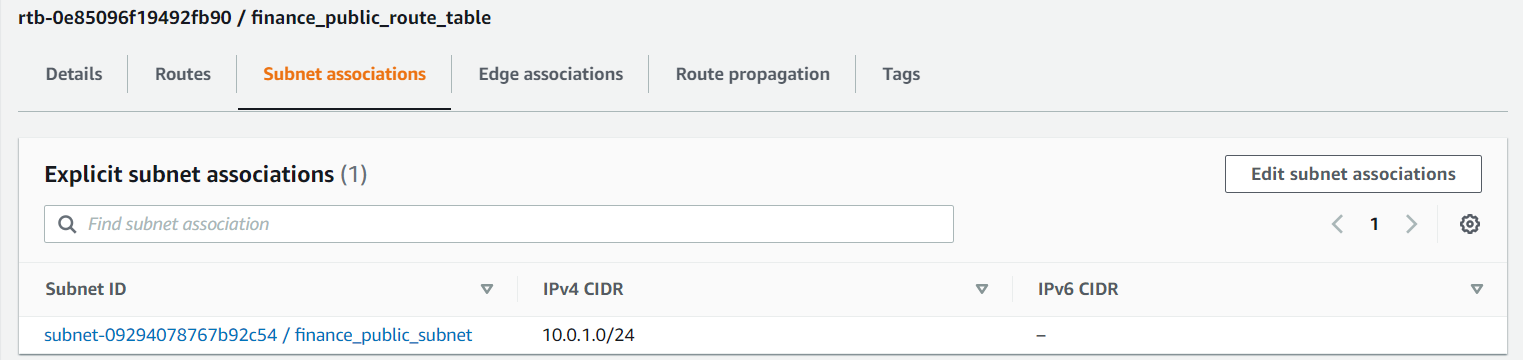 rtb-0e85096f19492fb90 / finance_public_route_table
Details Routes Subnet associations Edge associations Route propagation Tags
Explicit subnet associations (1)
Edit subnet associations
Find subnet association
1
Subnet ID IPv4 CIDR IPv6 CIDR
subnet-09294078767b92c54 / finance_public_subnet 10.0.1.0/24 –